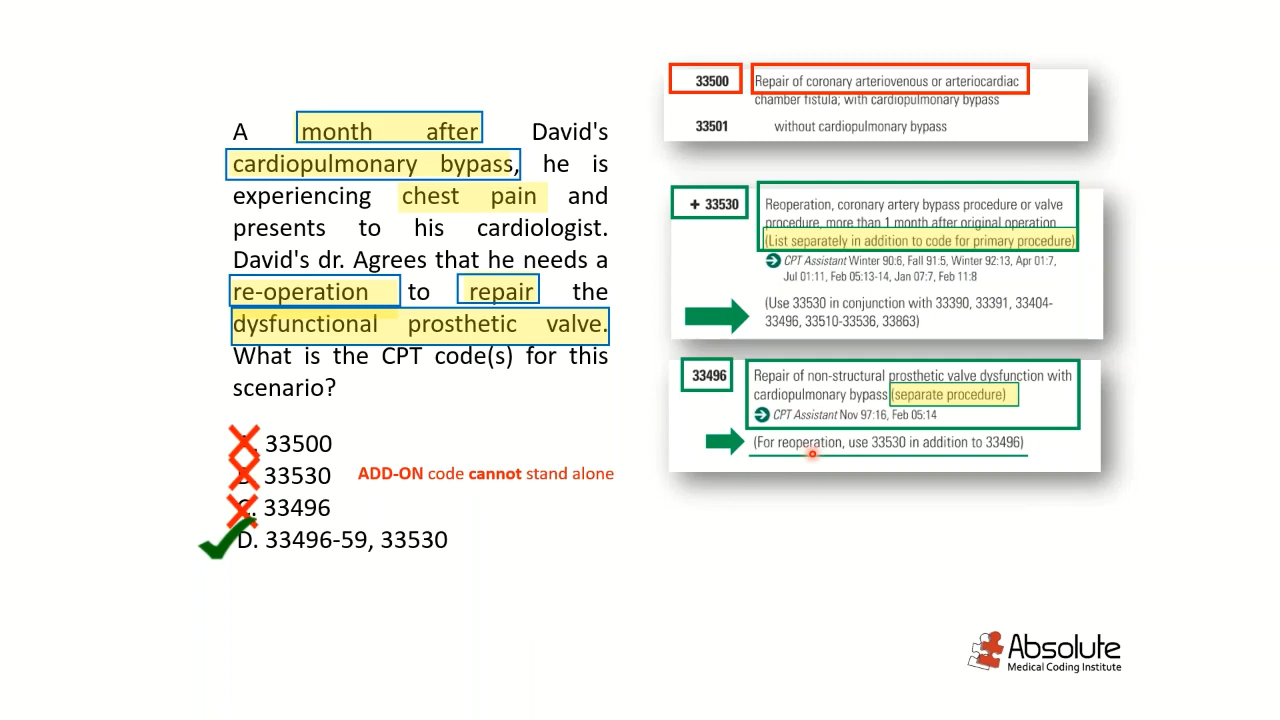 A month after David's
cardiopulmonary bypass, he is
experiencing chest pain and
presents to his cardiologist.
David's dr. Agrees that he needs a
re-operation to repair the
dysfunctional prosthetic valve.
What is the CPT code(s) for this
scenario?
A. 33500
B. 33530 ADD-ON code cannot stand alone
C. 33496
D. 33496-59, 33530
33500 Repair of coronary arteriovenous or arteriocardiac
chamber fistula; with cardiopulmonary bypass
33501 without cardiopulmonary bypass
+ 33530 Reoperation, coronary artery bypass procedure or valve
procedure, more than 1 month after original operation
(List separately in addition to code for primary procedure)
CPT Assistant Winter 90:6, Fall 91:5, Winter 92:13, Apr 01:7,
Jul 01:11, Feb 05:13-14, Jan 07:7, Feb 11:8
(Use 33530 in conjunction with 33390, 33391, 33404-
33496, 33510-33536, 33863)
33496 Repair of non-structural prosthetic valve dysfunction with
cardiopulmonary bypass (separate procedure)
CPT Assistant Nov 97:16, Feb 05:14
(For reoperation, use 33530 in addition to 33496)
Absolute
Medical Coding Institute